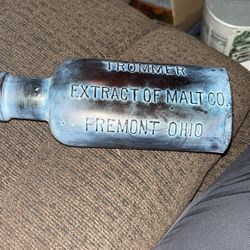 TROMMER
EXTRACT OF MALT CO.
FREMONT OHIO